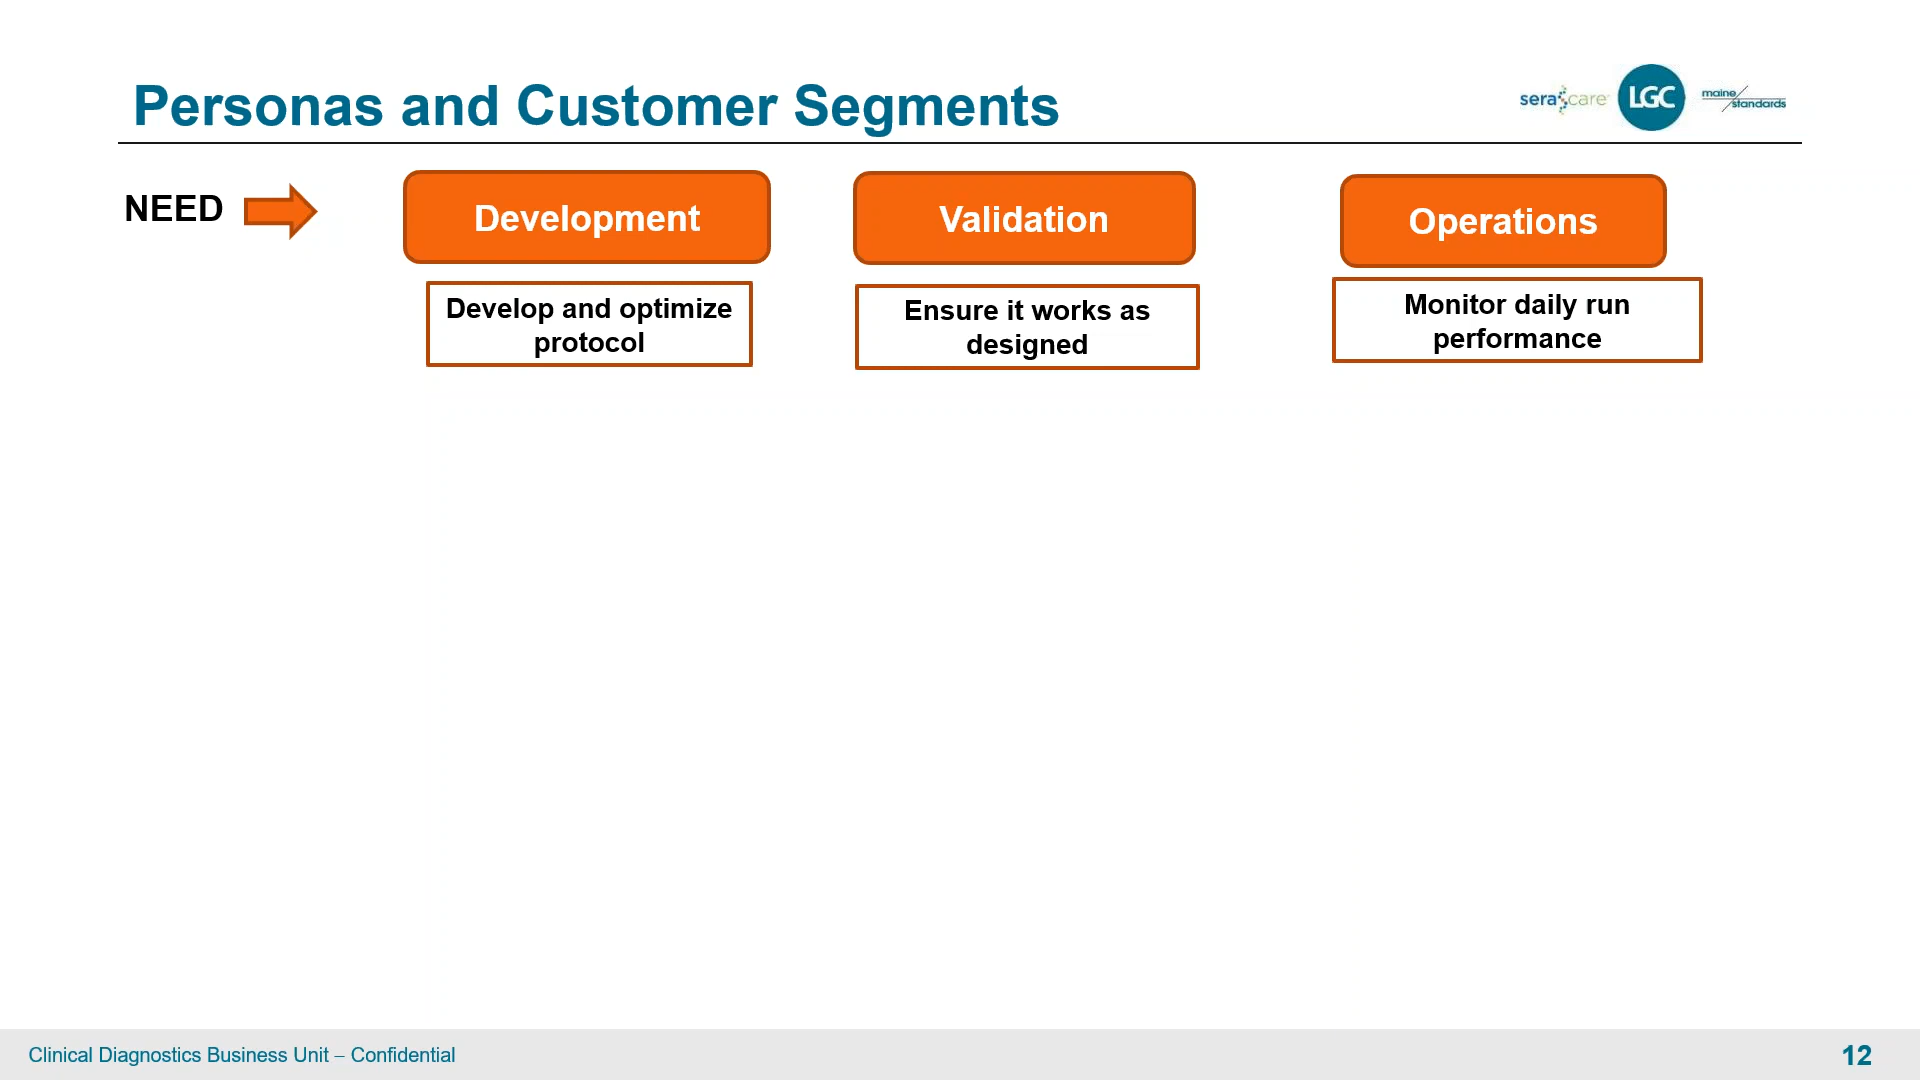 Personas and Customer Segments
seracare LGC maine standards
NEED
Development
Validation
Operations
Develop and optimize
protocol
Ensure it works as
designed
Monitor daily run
performance
Clinical Diagnostics Business Unit – Confidential
12